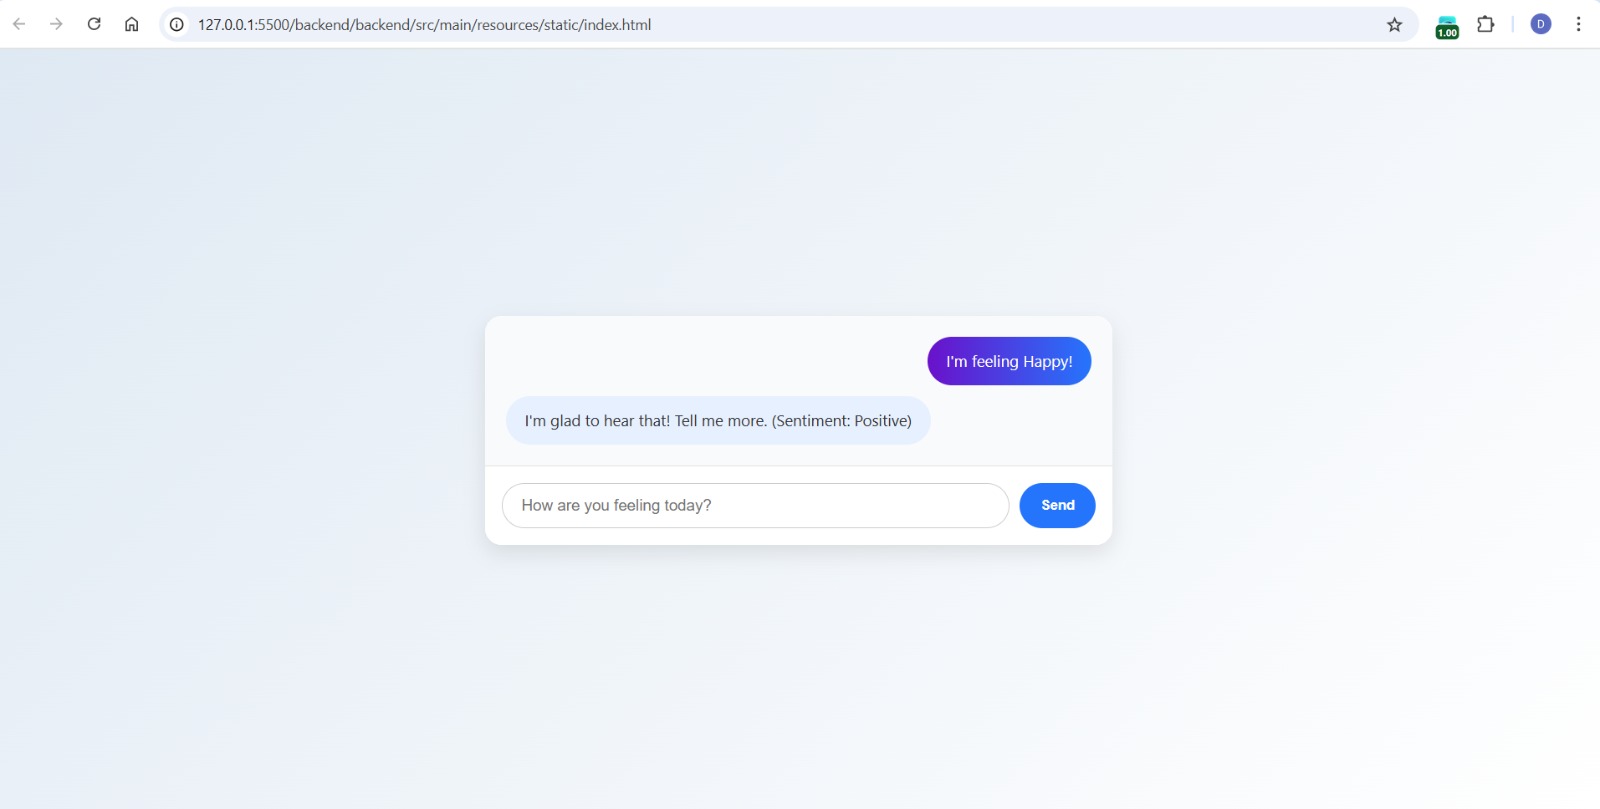 127.0.0.1:5500/backend/backend/src/main/resources/static/index.html
1.00
D
I'm feeling Happy!
I'm glad to hear that! Tell me more. (Sentiment: Positive)
How are you feeling today?
Send